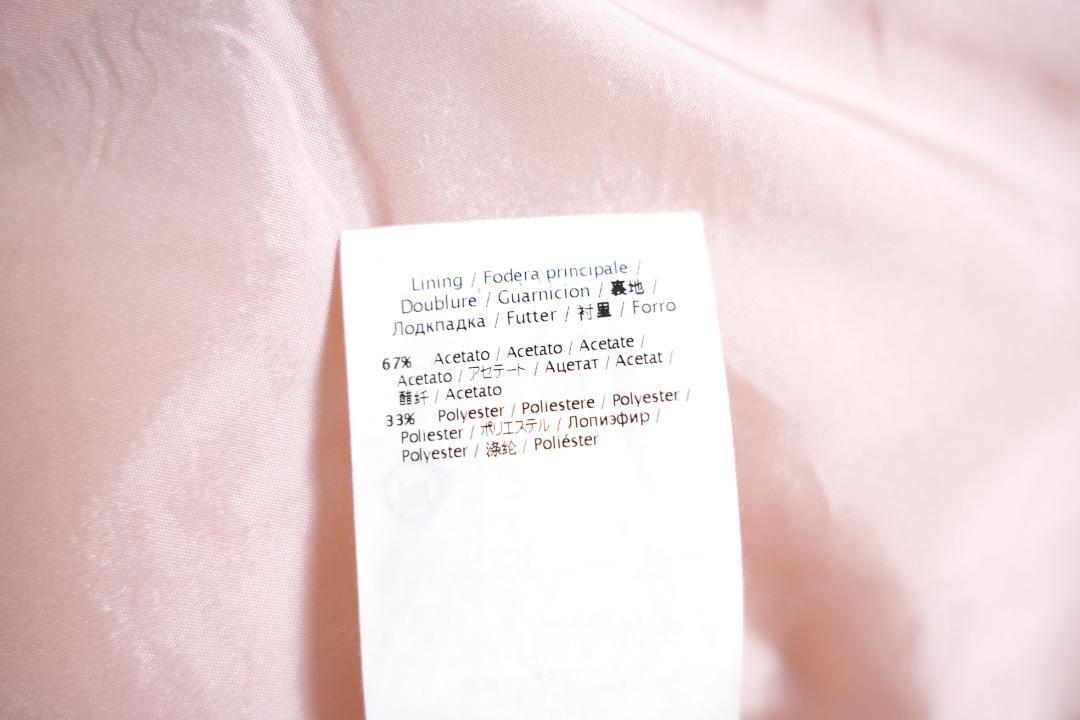 Lining / Fodera principale /
Doublure / Guarnicion / 裏地 /
Лодкпадка / Futter / 衬里 / Forro
67% Acetato / Acetato / Acetate /
Acetato / アセテート / Ацетат / Acetat /
醋纤 / Acetato
33% Polyester / Poliestere / Polyester /
Poliester / ポリエステル / Лопиэфир /
Polyester / 涤纶 / Poliéster